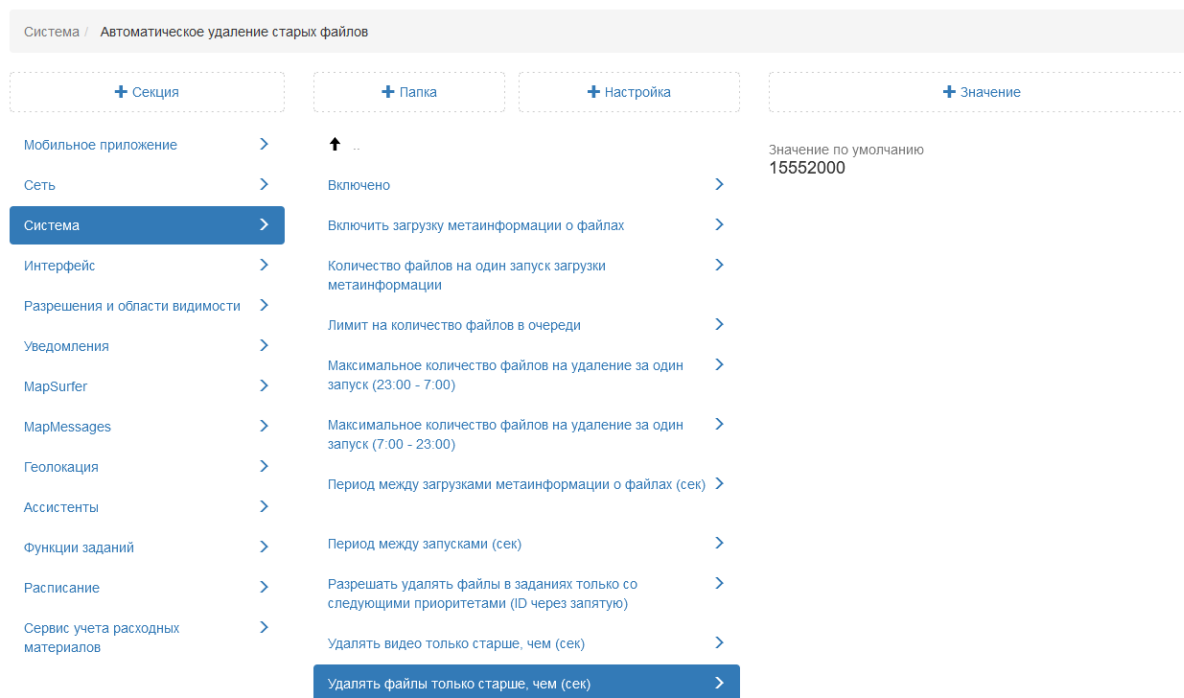 Система / Автоматическое удаление старых файлов
+ Секция
+ Папка
+ Настройка
+ Значение
Мобильное приложение
Сеть
Система
Интерфейс
Разрешения и области видимости
Уведомления
MapSurfer
MapMessages
Геолокация
Ассистенты
Функции заданий
Расписание
Сервис учета расходных
материалов
..
Включено
Включить загрузку метаинформации о файлах
Количество файлов на один запуск загрузки
метаинформации
Лимит на количество файлов в очереди
Максимальное количество файлов на удаление за один
запуск (23:00 - 7:00)
Максимальное количество файлов на удаление за один
запуск (7:00 - 23:00)
Период между загрузками метаинформации о файлах (сек)
Период между запусками (сек)
Разрешать удалять файлы в заданиях только со
следующими приоритетами (ID через запятую)
Удалять видео только старше, чем (сек)
Удалять файлы только старше, чем (сек)
Значение по умолчанию
15552000